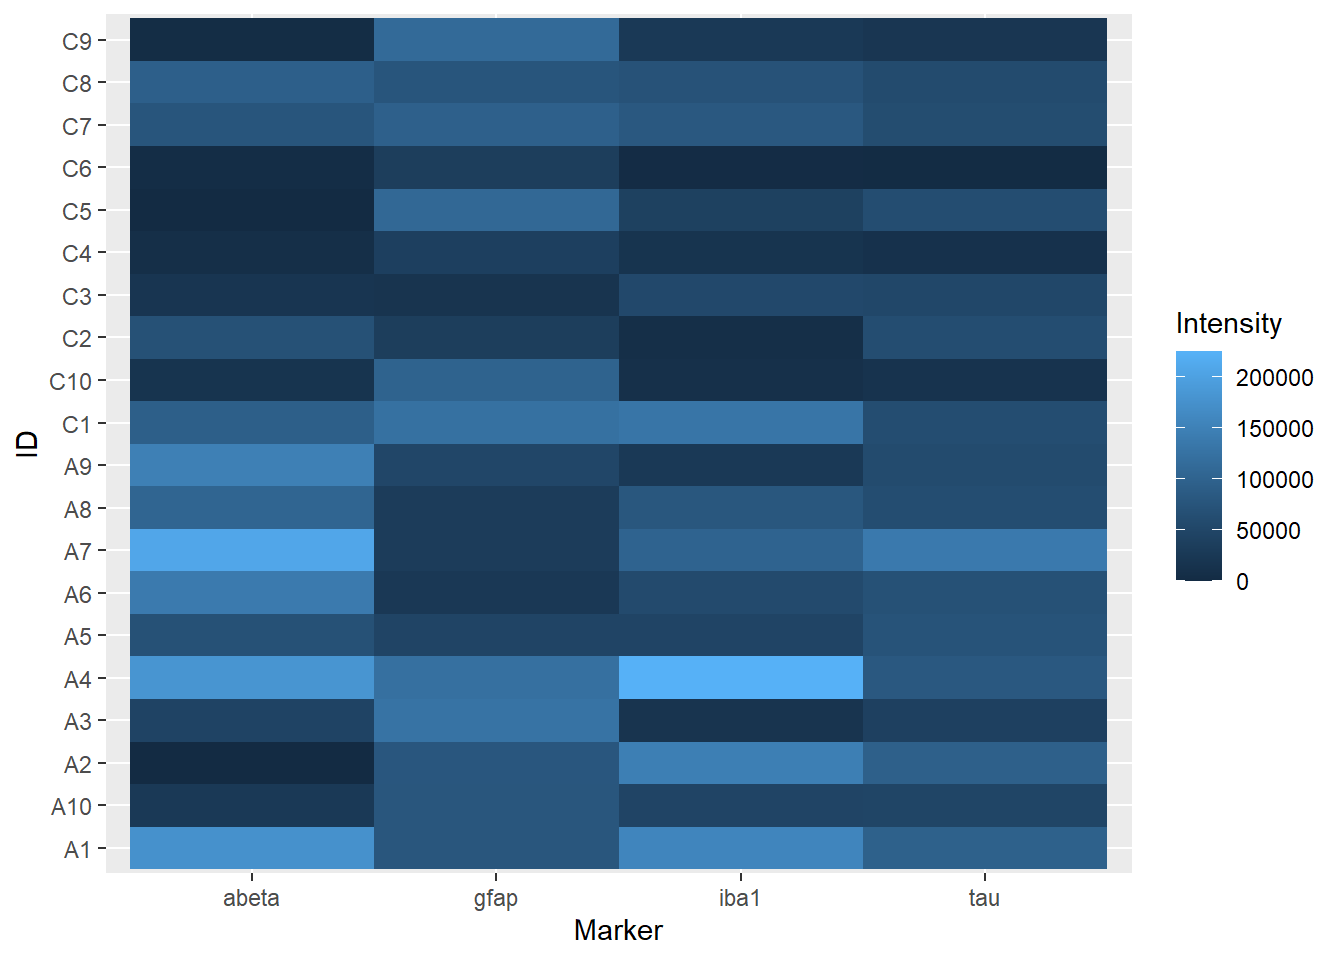 C9
C8
C7
C6
C5
C4
C3
C2
C10
C1
A9
A8
A7
A6
A5
A4
A3
A2
A10
A1
ID
abeta gfap iba1 tau
Marker
Intensity
200000
150000
100000
50000
0